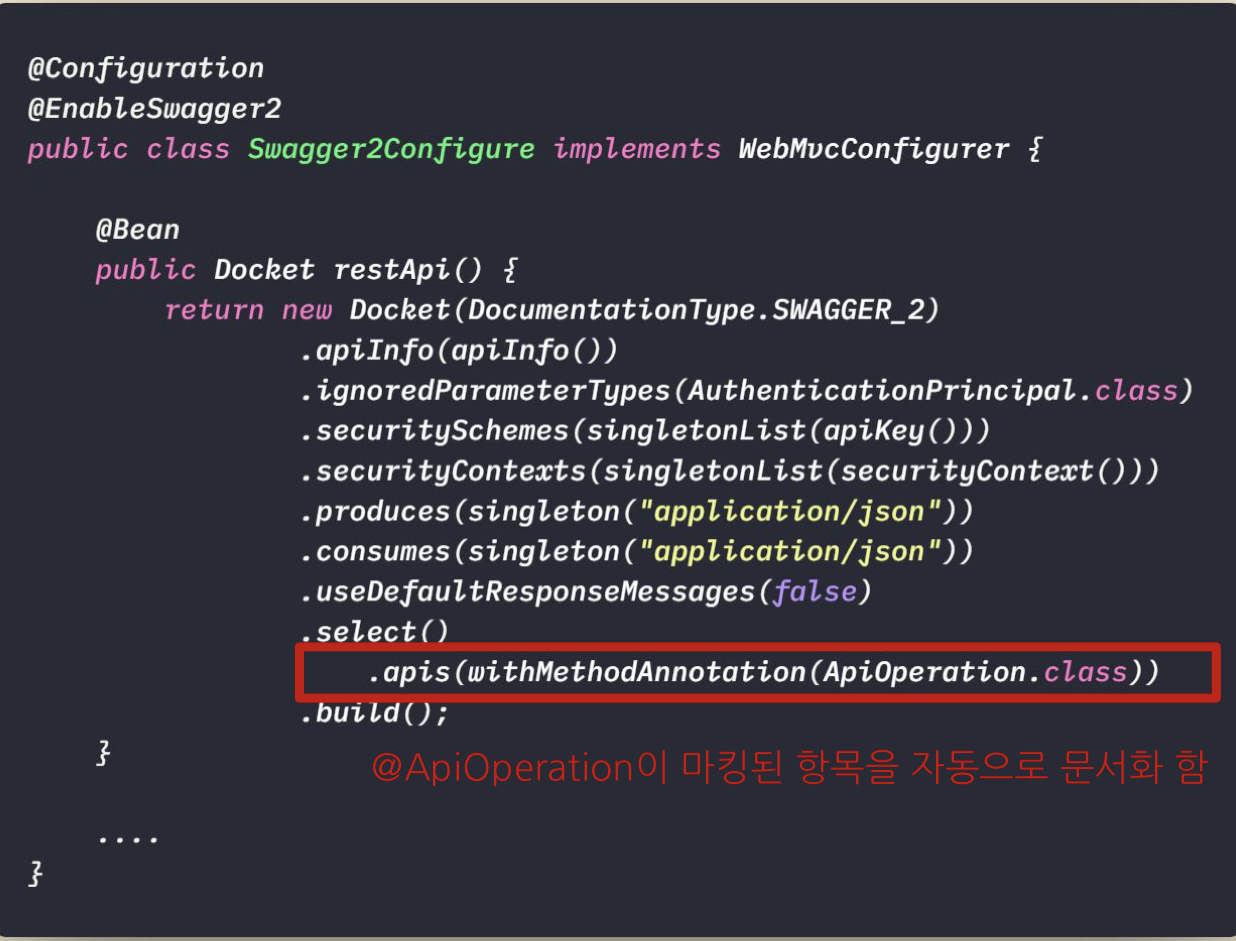 @Configuration
@EnableSwagger2
public class Swagger2Configure implements WebMvcConfigurer {
@Bean
public Docket restApi() {
return new Docket(DocumentationType.SWAGGER_2)
.apiInfo(apiInfo())
.ignoredParameterTypes(AuthenticationPrincipal.class)
.securitySchemes(singletonList(apiKey()))
.securityContexts(singletonList(securityContext()))
.produces(singleton("application/json"))
.consumes(singleton("application/json"))
.useDefaultResponseMessages(false)
.select()
.apis(withMethodAnnotation(ApiOperation.class))
.build();
}
@ApiOperation이 마킹된 항목을 자동으로 문서화 함
....
}